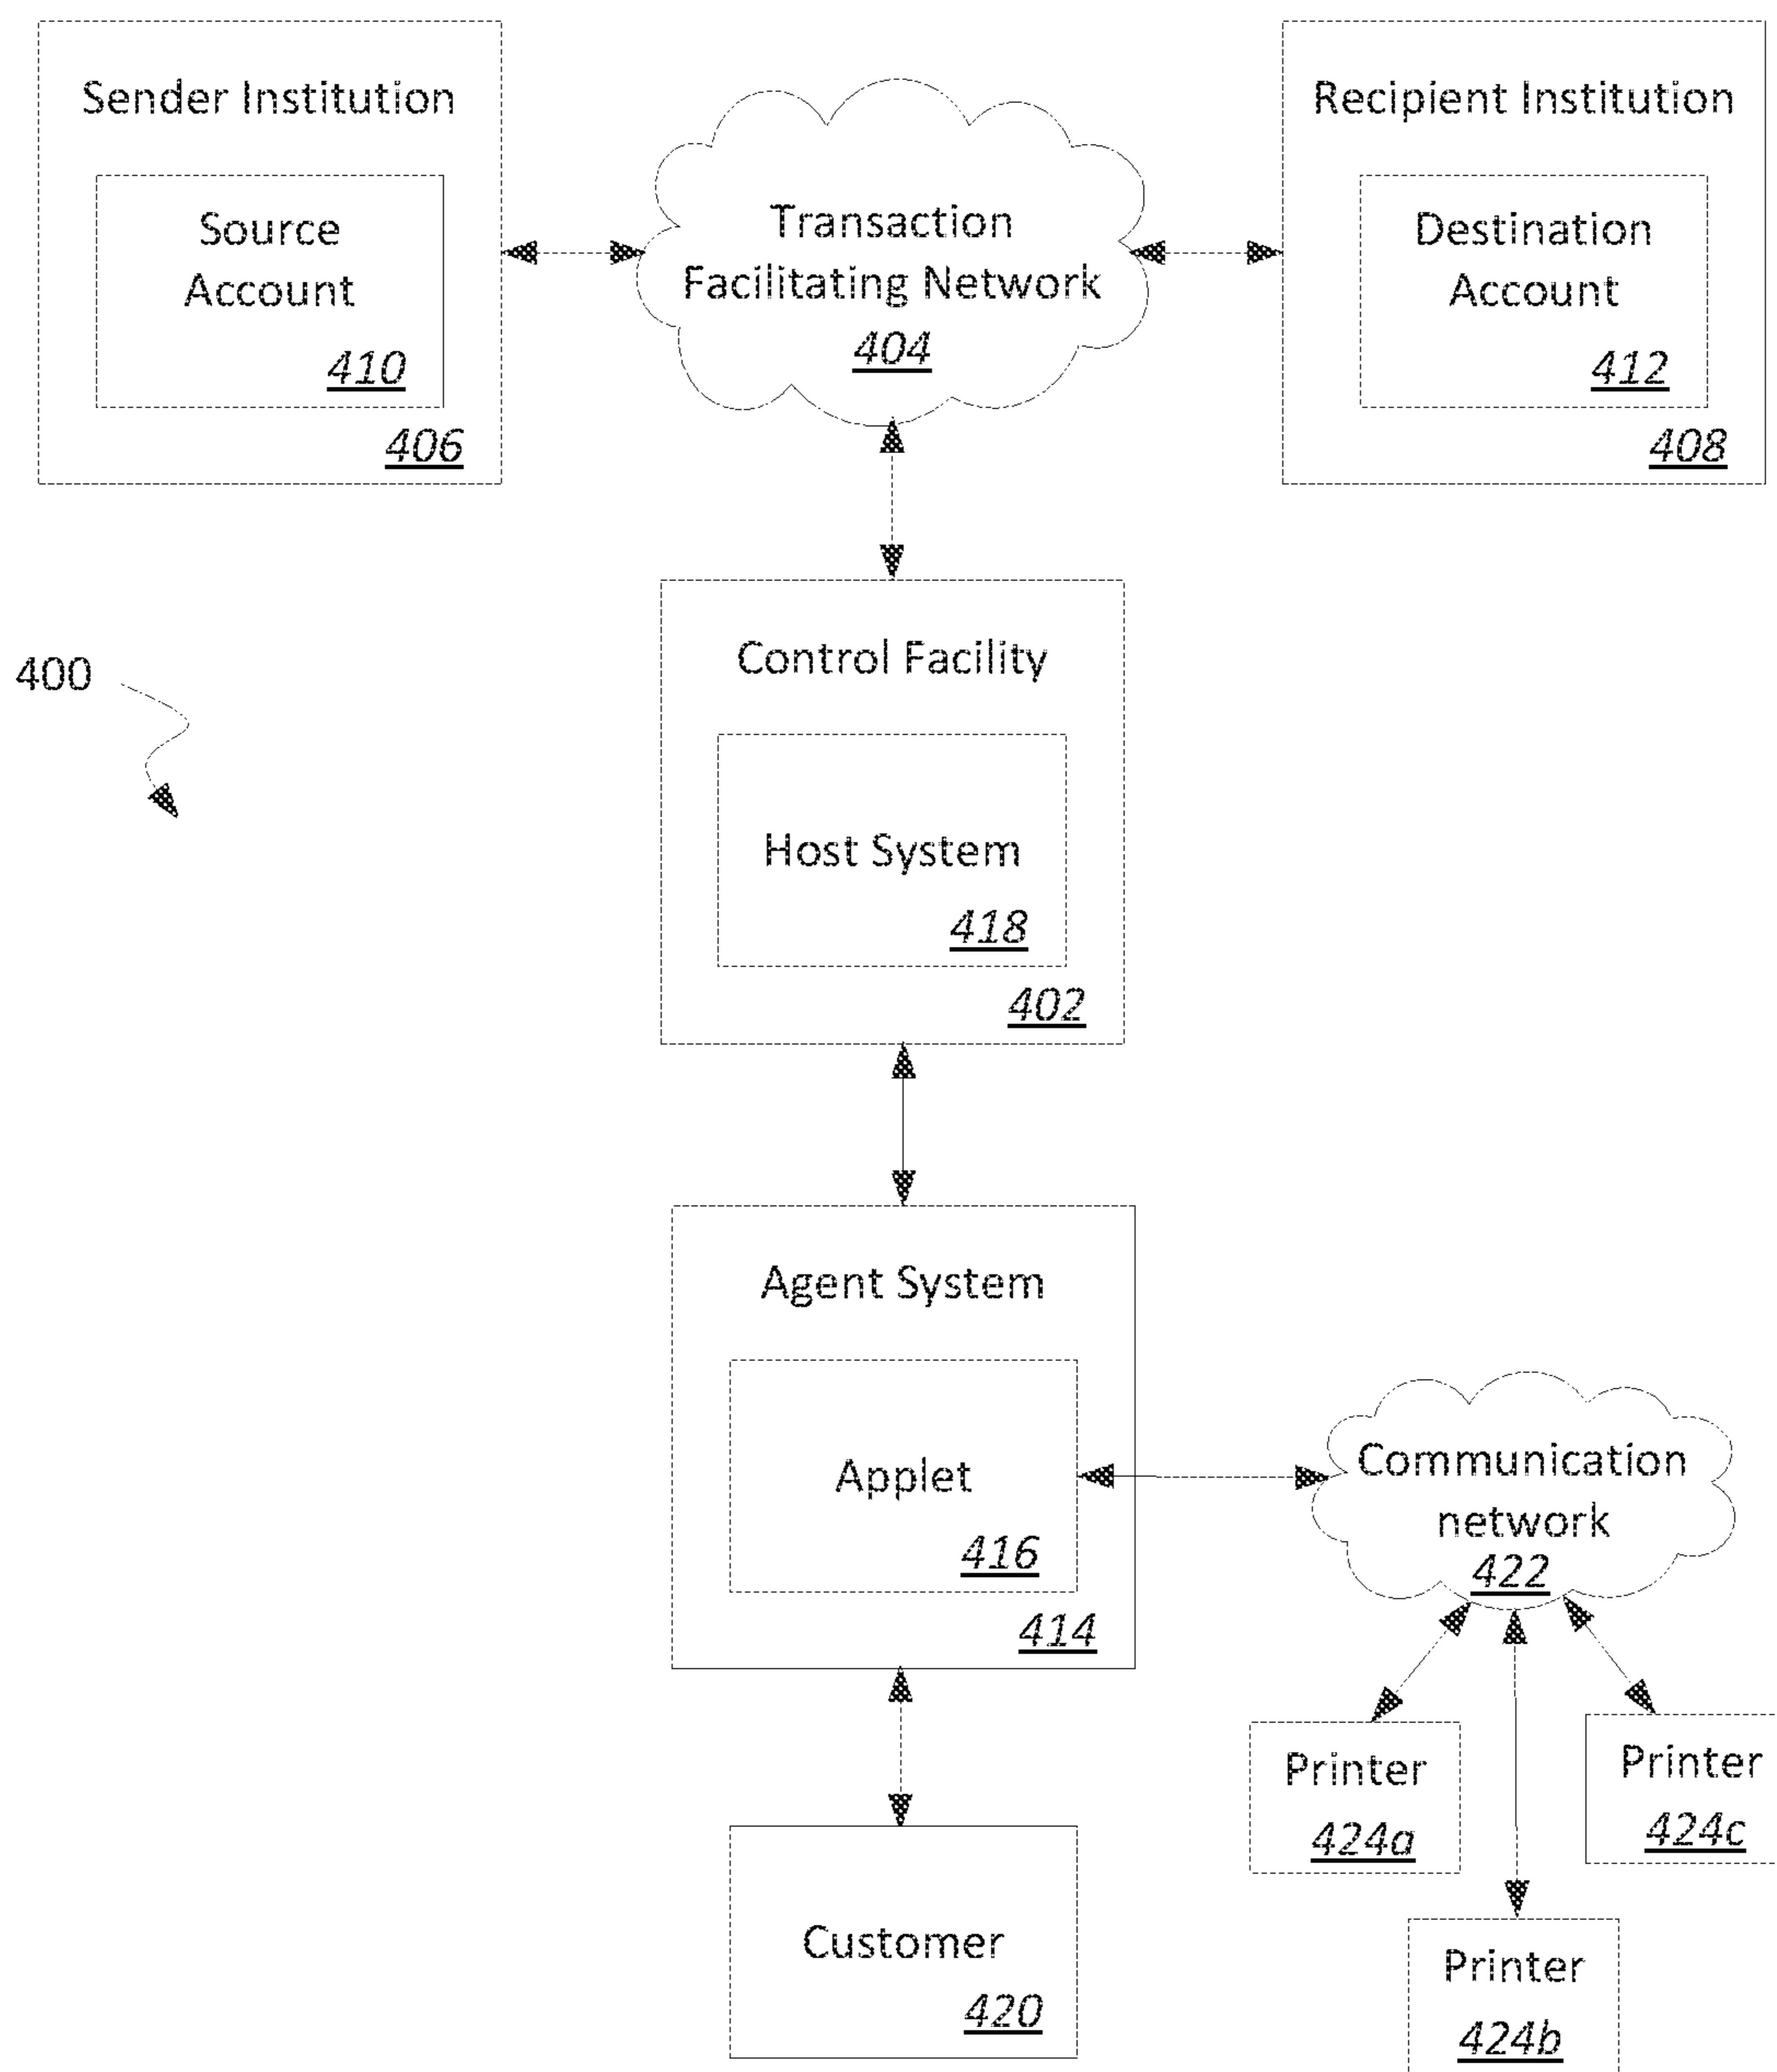 Sender Institution
Source
Account
410
406
Transaction
Facilitating Network
404
Recipient Institution
Destination
Account
412
408
400
Control Facility
Host System
418
402
Agent System
Applet
416
414
Communication
network
422
Printer
424a
Printer
424c
Printer
424b
Customer
420